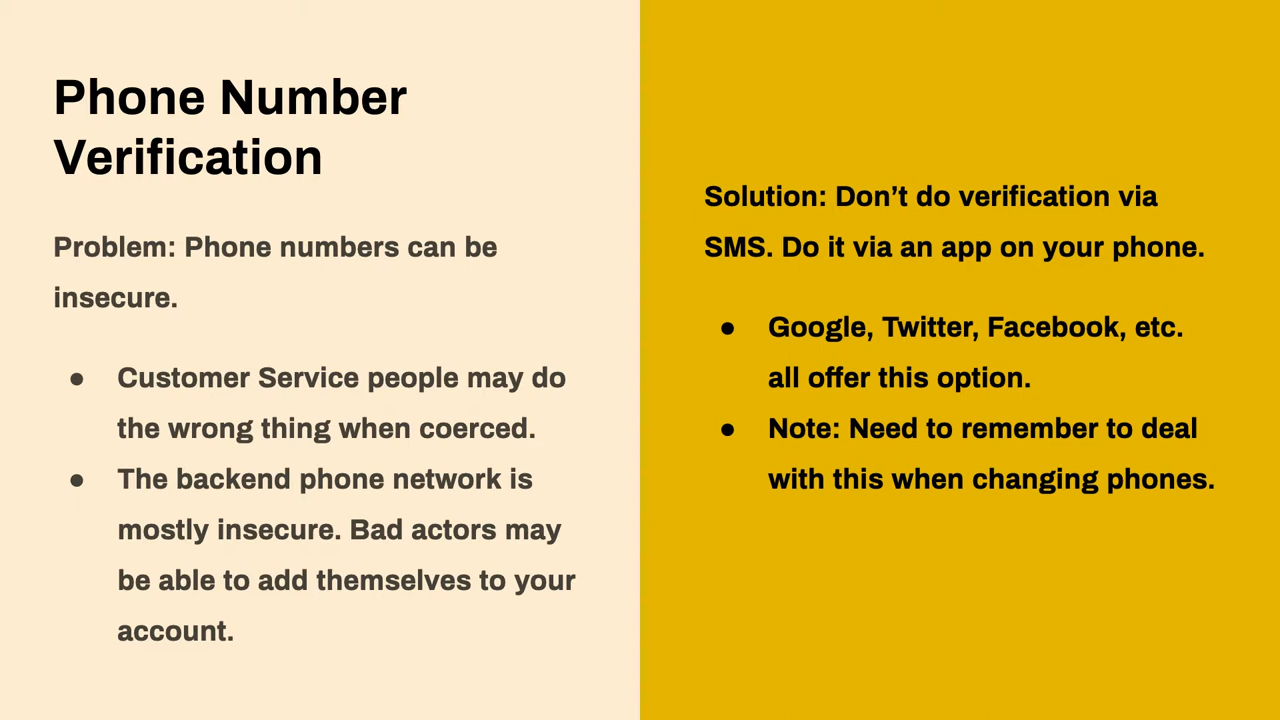 Phone Number
Verification
Problem: Phone numbers can be
insecure.
● Customer Service people may do
the wrong thing when coerced.
● The backend phone network is
mostly insecure. Bad actors may
be able to add themselves to your
account.
Solution: Don’t do verification via
SMS. Do it via an app on your phone.
● Google, Twitter, Facebook, etc.
all offer this option.
● Note: Need to remember to deal
with this when changing phones.